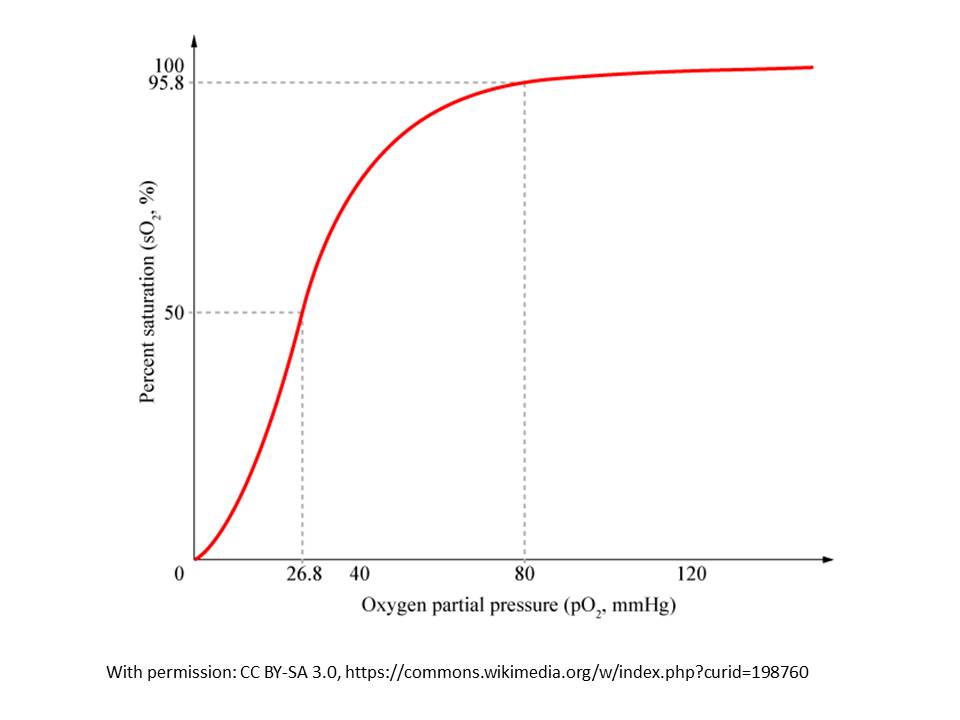 100
95.8
Percent saturation (sO2, %)
50
0
26.8 40 80 120
Oxygen partial pressure (pO2, mmHg)
With permission: CC BY-SA 3.0, https://commons.wikimedia.org/w/index.php?curid=198760